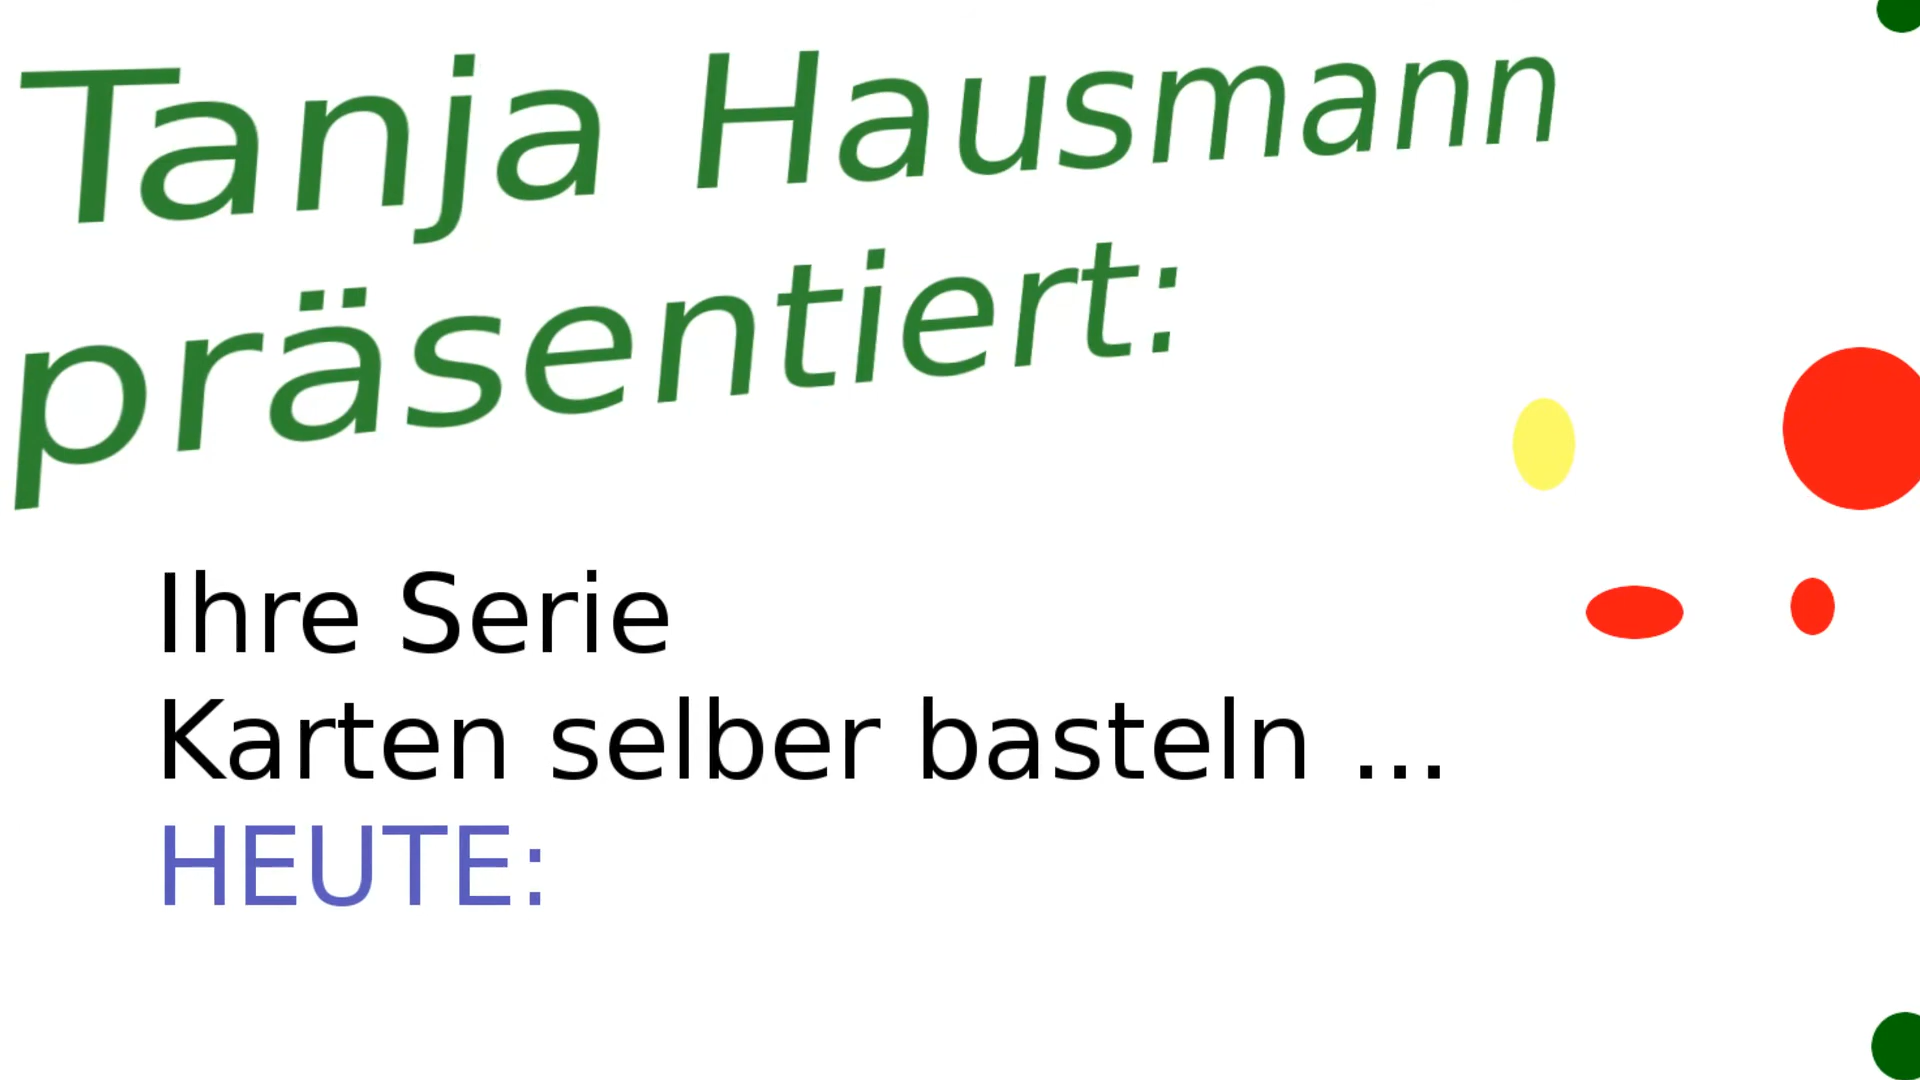 Tanja Hausmann
präsentiert:
Ihre Serie
Karten selber basteln ...
HEUTE: